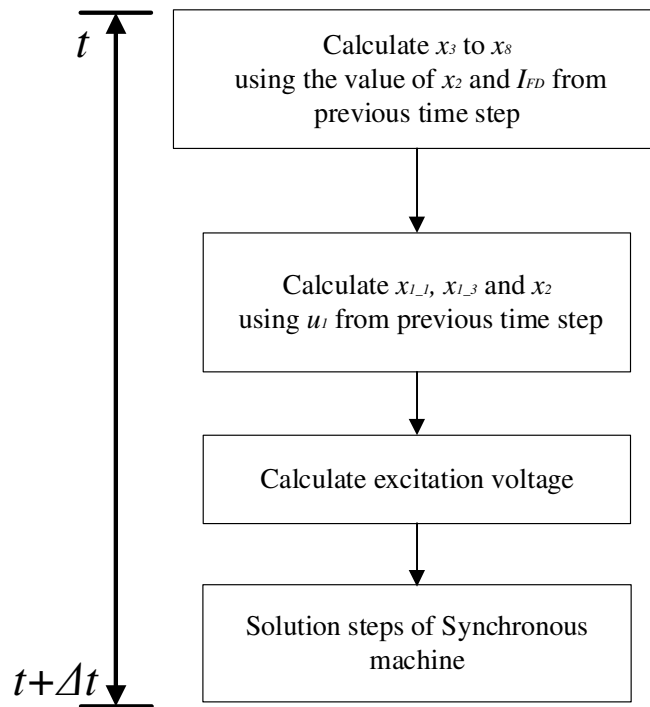 t
Calculate x3 to x8
using the value of x2 and IFD from
previous time step
Calculate x1_1, x1_3 and x2
using u1 from previous time step
Calculate excitation voltage
Solution steps of Synchronous
machine
t+Δt